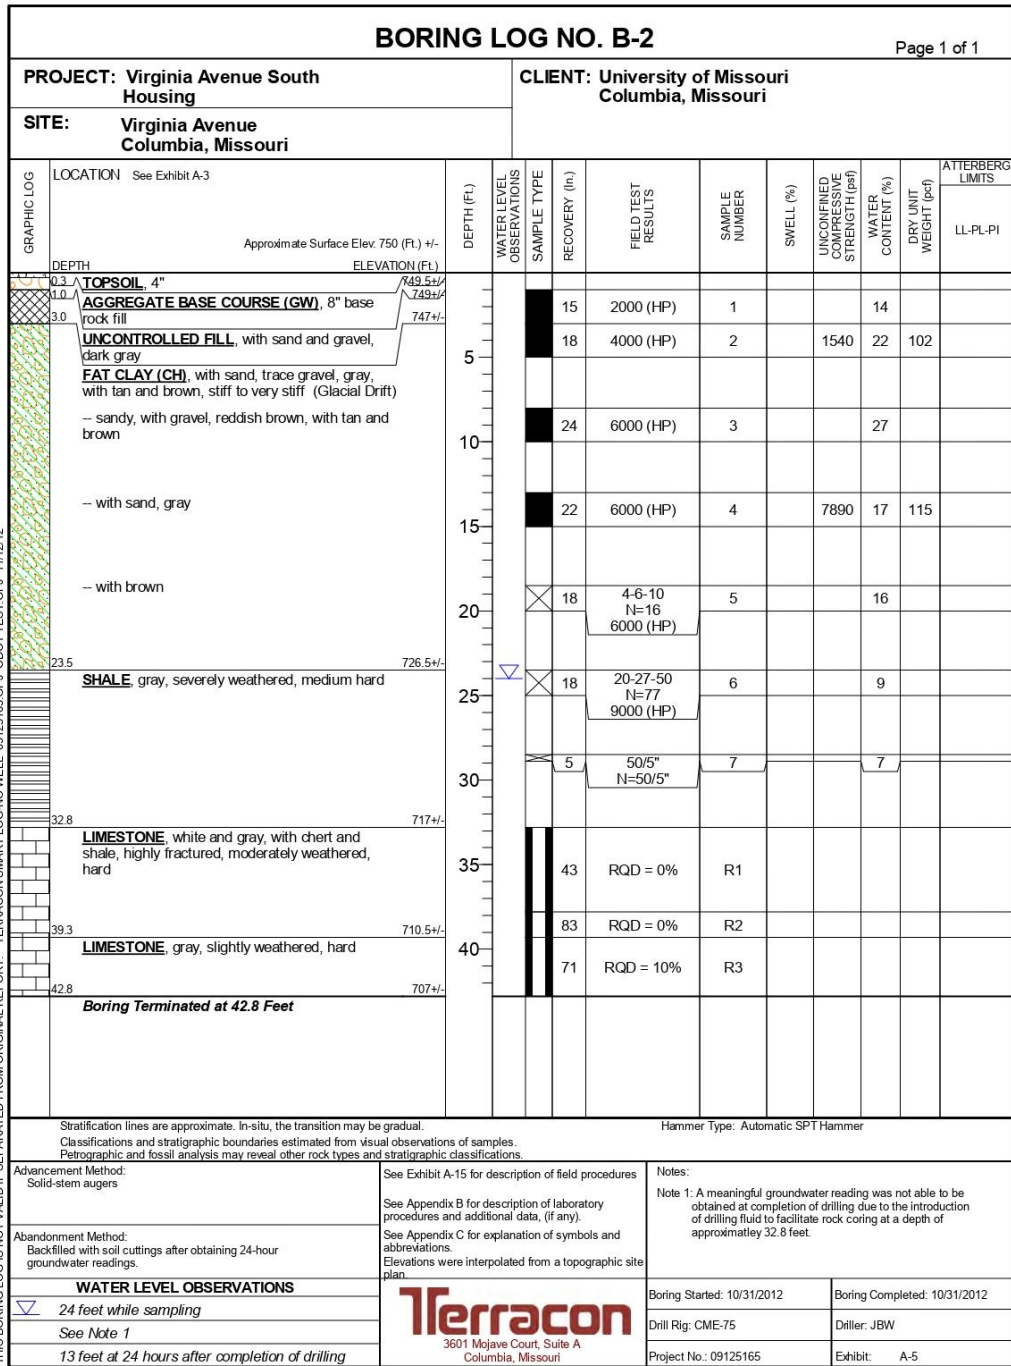 BORING LOG NO. B-2
Page 1 of 1
PROJECT: Virginia Avenue South
Housing
CLIENT: University of Missouri
Columbia, Missouri
SITE: Virginia Avenue
Columbia, Missouri
GRAPHIC LOG
LOCATION See Exhibit A-3
Approximate Surface Elev: 750 (Ft.) +/-
DEPTH ELEVATION (Ft.)
DEPTH (Ft.)
WATER LEVEL
OBSERVATIONS
SAMPLE TYPE
RECOVERY (In.)
FIELD TEST
RESULTS
SAMPLE
NUMBER
SWELL (%)
UNCONFINED
COMPRESSIVE
STRENGTH (psf)
WATER
CONTENT (%)
DRY UNIT
WEIGHT (pcf)
ATTERBERG
LIMITS
LL-PL-PI
0.3 TOPSOIL, 4" 749.5+/-
1.0 AGGREGATE BASE COURSE (GW), 8" base 749+/-
rock fill
3.0 747+/-
UNCONTROLLED FILL, with sand and gravel,
dark gray
FAT CLAY (CH), with sand, trace gravel, gray,
with tan and brown, stiff to very stiff (Glacial Drift)
-- sandy, with gravel, reddish brown, with tan and
brown
-- with sand, gray
-- with brown
23.5 726.5+/-
SHALE, gray, severely weathered, medium hard
32.8 717+/-
LIMESTONE, white and gray, with chert and
shale, highly fractured, moderately weathered,
hard
39.3 710.5+/-
LIMESTONE, gray, slightly weathered, hard
42.8 707+/-
Boring Terminated at 42.8 Feet
5
10
15
20
25
30
35
40
15 2000 (HP) 1 14
18 4000 (HP) 2 1540 22 102
24 6000 (HP) 3 27
22 6000 (HP) 4 7890 17 115
18 4-6-10 5 16
N=16
6000 (HP)
18 20-27-50 6 9
N=77
9000 (HP)
5 50/5" 7 7
N=50/5"
43 RQD = 0% R1
83 RQD = 0% R2
71 RQD = 10% R3
Stratification lines are approximate. In-situ, the transition may be gradual.
Classifications and stratigraphic boundaries estimated from visual observations of samples.
Petrographic and fossil analysis may reveal other rock types and stratigraphic classifications.
Hammer Type: Automatic SPT Hammer
Advancement Method:
Solid-stem augers
Abandonment Method:
Backfilled with soil cuttings after obtaining 24-hour
groundwater readings.
See Exhibit A-15 for description of field procedures
See Appendix B for description of laboratory
procedures and additional data, (if any).
See Appendix C for explanation of symbols and
abbreviations.
Elevations were interpolated from a topographic site
plan.
Notes:
Note 1: A meaningful groundwater reading was not able to be
obtained at completion of drilling due to the introduction
of drilling fluid to facilitate rock coring at a depth of
approximatley 32.8 feet.
WATER LEVEL OBSERVATIONS
24 feet while sampling
See Note 1
13 feet at 24 hours after completion of drilling
Terracon
3601 Mojave Court, Suite A
Columbia, Missouri
Boring Started: 10/31/2012
Boring Completed: 10/31/2012
Drill Rig: CME-75
Driller: JBW
Project No.: 09125165
Exhibit: A-5